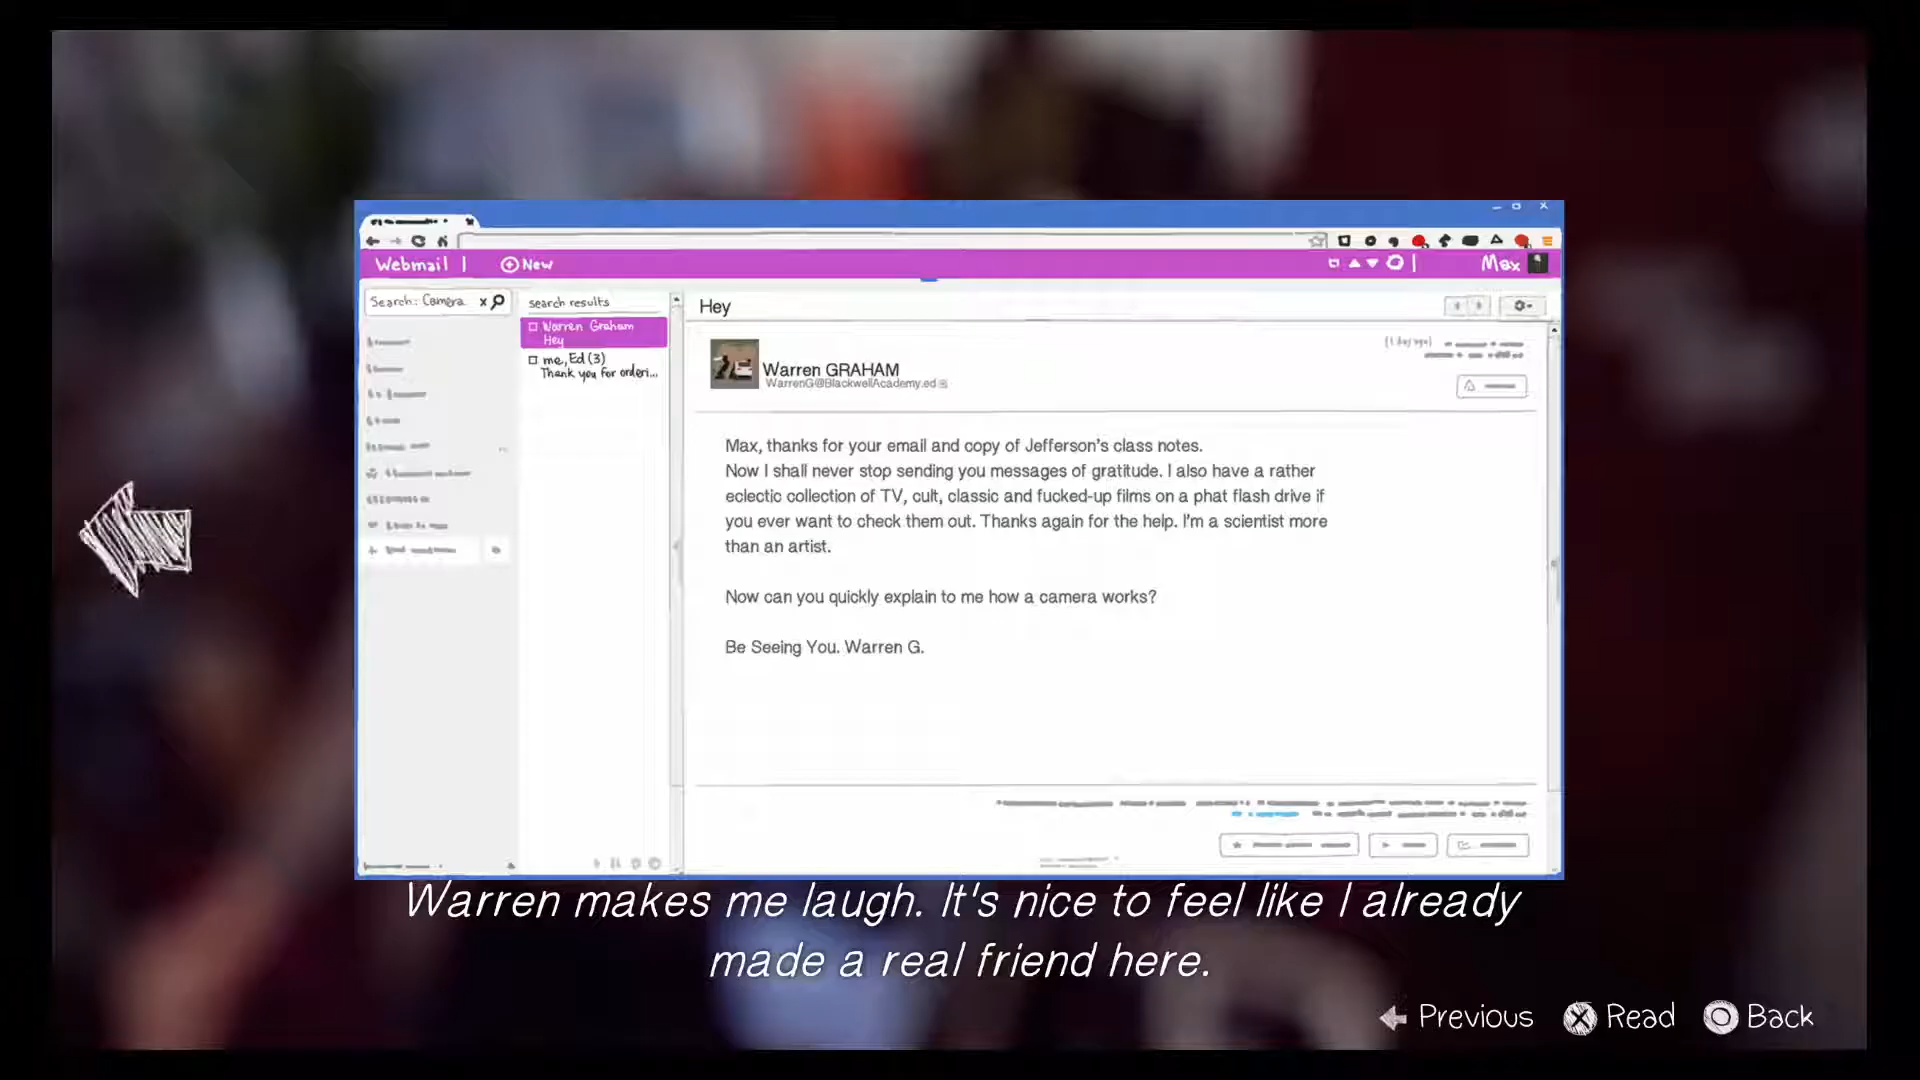 Webmail |
New
Max
Search: Camera x
search results
Warren Graham
Hey
me, Ed (3)
Thank you for orderi...
Hey
(1 day ago)
Warren GRAHAM
WarrenG@BlackwellAcademy.ed
Max, thanks for your email and copy of Jefferson's class notes.
Now I shall never stop sending you messages of gratitude. I also have a rather
eclectic collection of TV, cult, classic and fucked-up films on a phat flash drive if
you ever want to check them out. Thanks again for the help. I'm a scientist more
than an artist.
Now can you quickly explain to me how a camera works?
Be Seeing You. Warren G.
Warren makes me laugh. It's nice to feel like I already
made a real friend here.
Previous
Read
Back